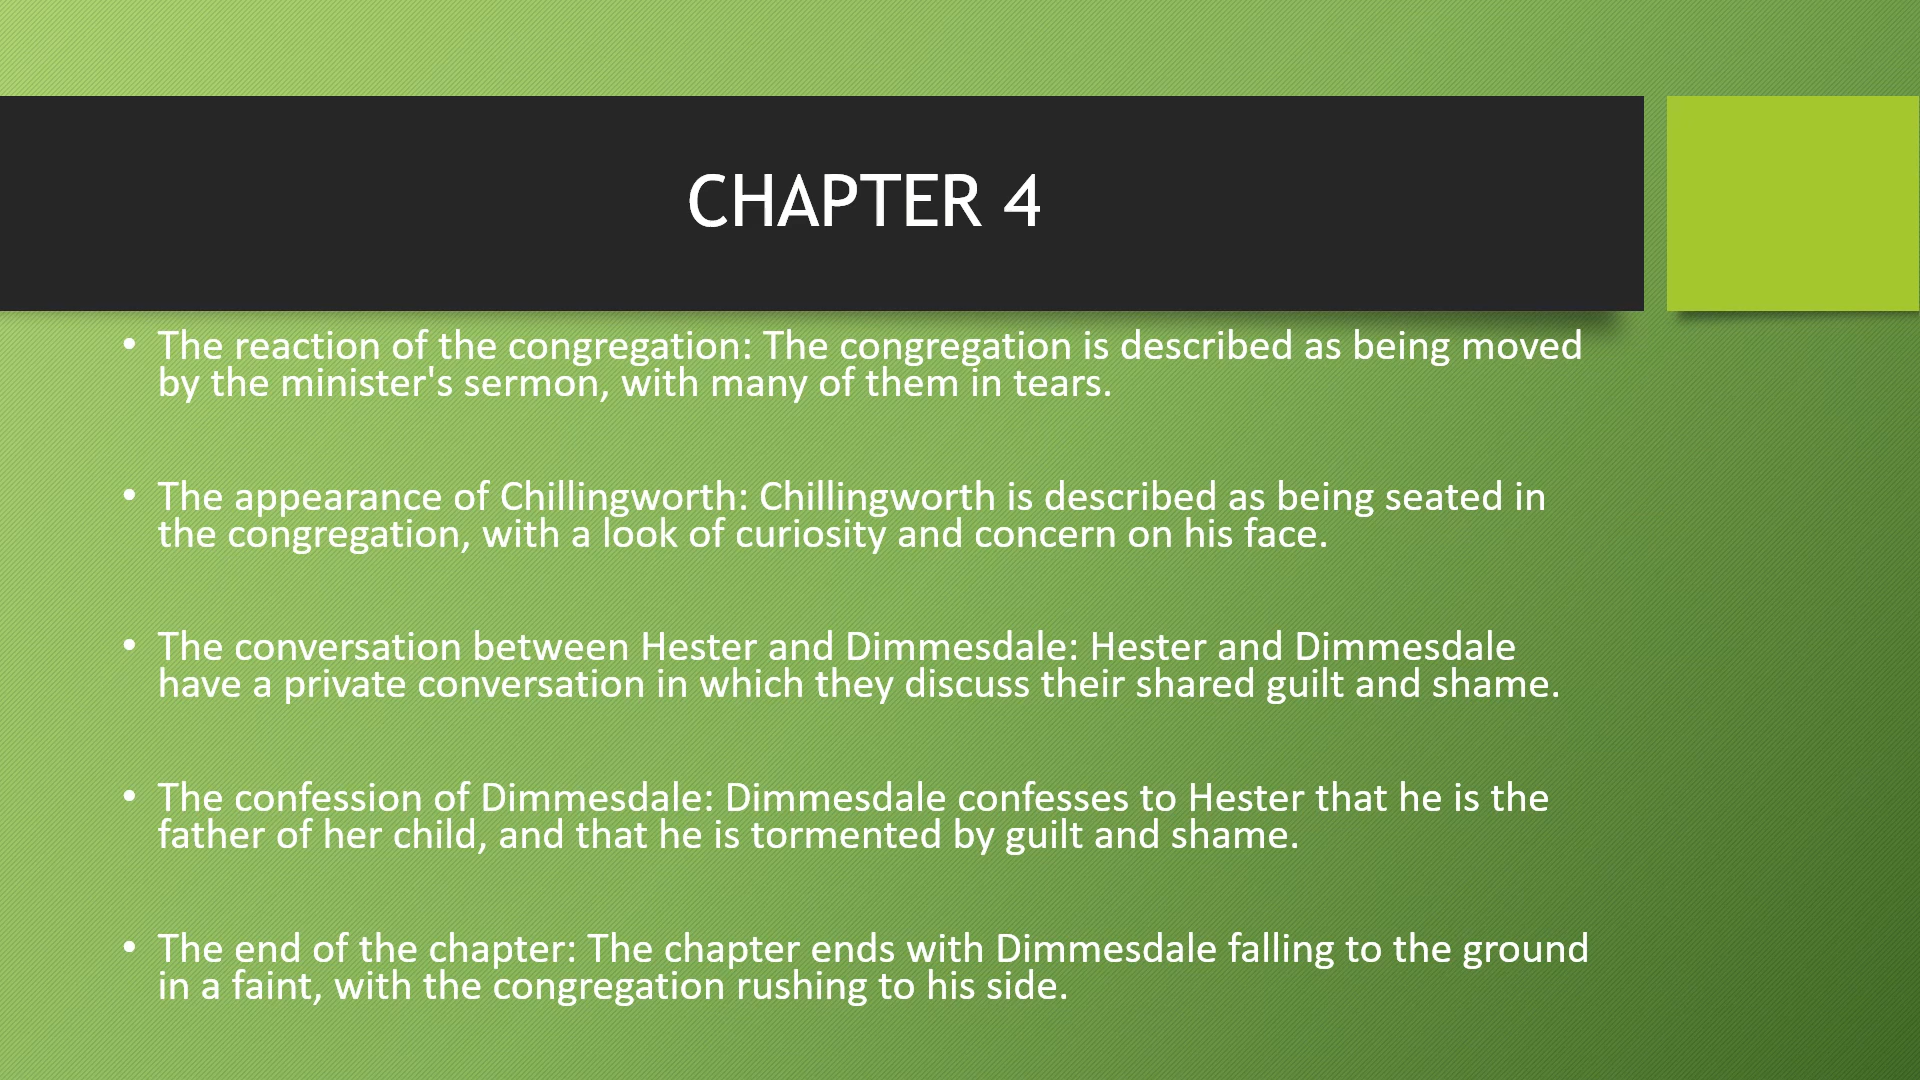 CHAPTER 4
• The reaction of the congregation: The congregation is described as being moved
by the minister's sermon, with many of them in tears.
• The appearance of Chillingworth: Chillingworth is described as being seated in
the congregation, with a look of curiosity and concern on his face.
• The conversation between Hester and Dimmesdale: Hester and Dimmesdale
have a private conversation in which they discuss their shared guilt and shame.
• The confession of Dimmesdale: Dimmesdale confesses to Hester that he is the
father of her child, and that he is tormented by guilt and shame.
• The end of the chapter: The chapter ends with Dimmesdale falling to the ground
in a faint, with the congregation rushing to his side.